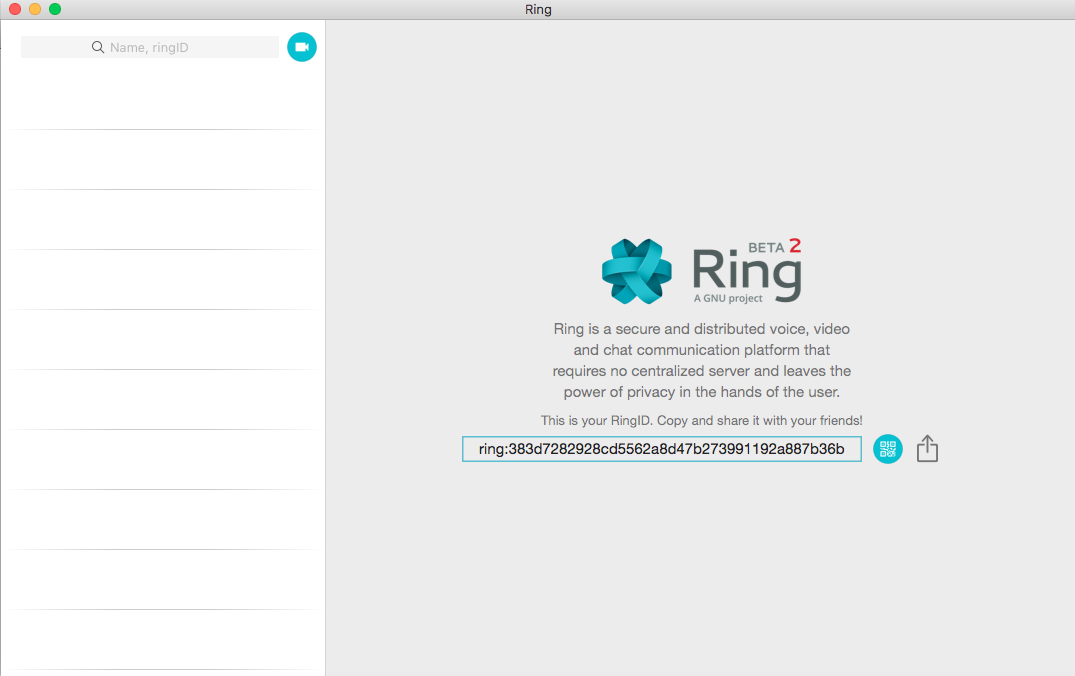 Ring
Name, ringID
BETA 2
Ring
A GNU project
Ring is a secure and distributed voice, video
and chat communication platform that
requires no centralized server and leaves the
power of privacy in the hands of the user.
This is your RingID. Copy and share it with your friends!
ring:383d7282928cd5562a8d47b273991192a887b36b